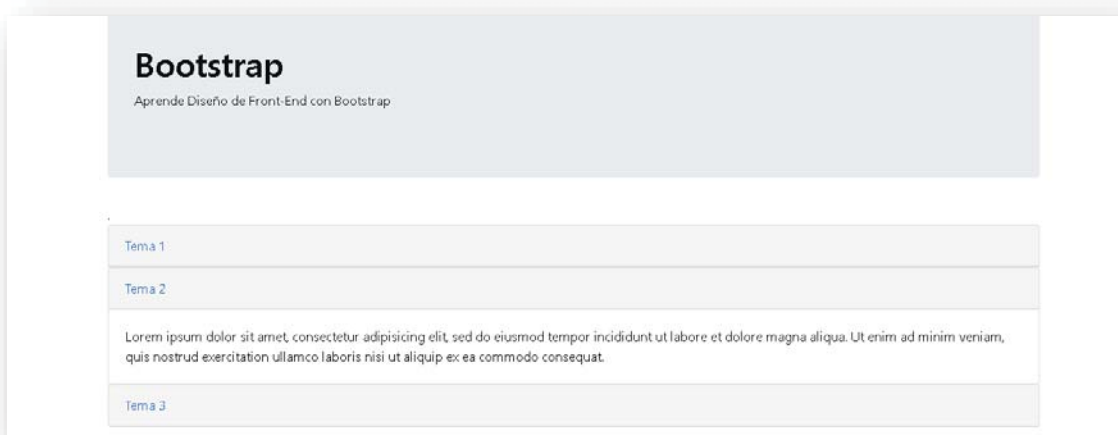 Bootstrap
Aprende Diseño de Front-End con Bootstrap
Tema 1
Tema 2
Lorem ipsum dolor sit amet, consectetur adipisicing elit, sed do eiusmod tempor incididunt ut labore et dolore magna aliqua. Ut enim ad minim veniam,
quis nostrud exercitation ullamco laboris nisi ut aliquip ex ea commodo consequat.
Tema 3